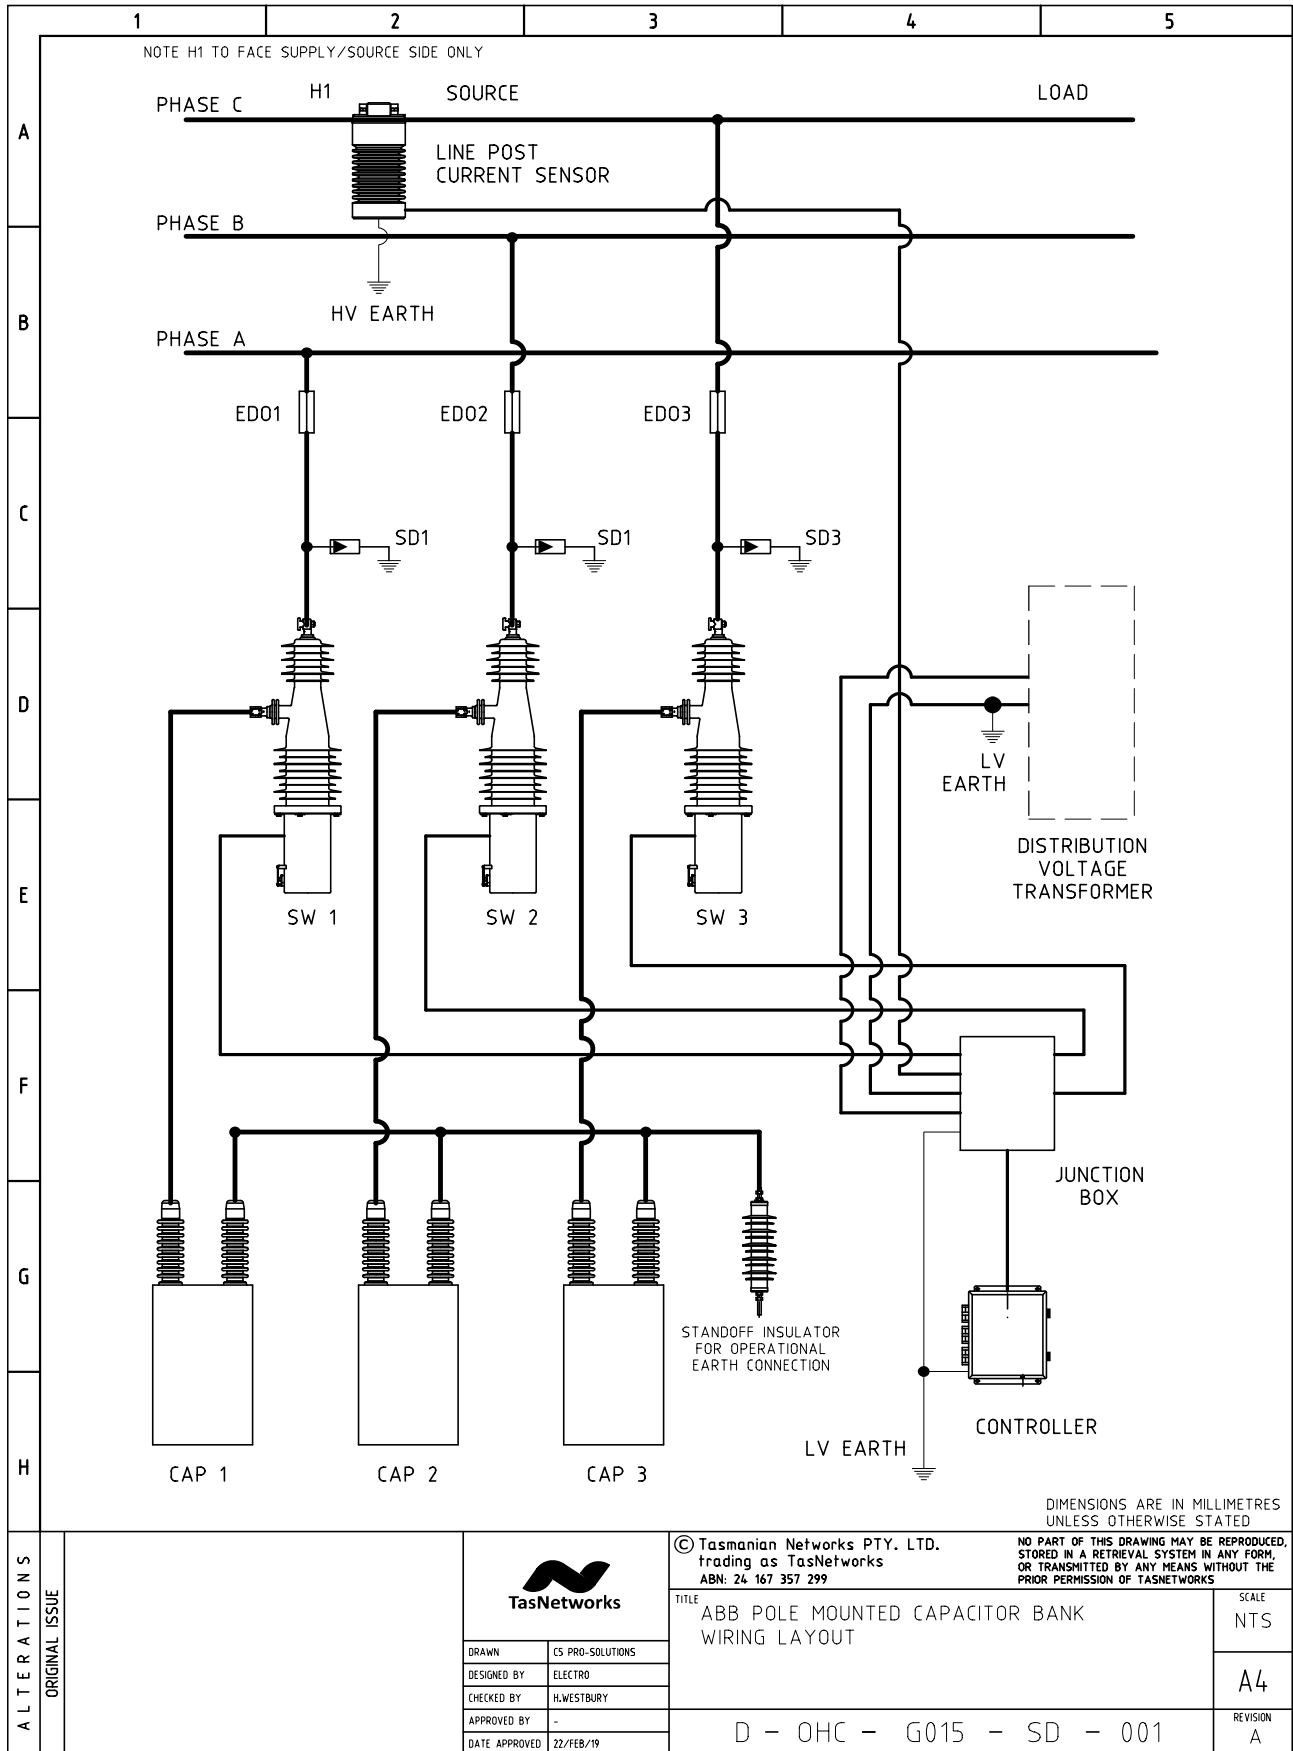 1 2 3 4 5
NOTE H1 TO FACE SUPPLY/SOURCE SIDE ONLY
PHASE C
H1
SOURCE
LOAD
A
LINE POST
CURRENT SENSOR
PHASE B
HV EARTH
B
PHASE A
EDO1
EDO2
EDO3
C
SD1
SD1
SD3
D
LV
EARTH
DISTRIBUTION
VOLTAGE
TRANSFORMER
E
SW 1
SW 2
SW 3
F
JUNCTION
BOX
G
STANDOFF INSULATOR
FOR OPERATIONAL
EARTH CONNECTION
CONTROLLER
LV EARTH
H
CAP 1
CAP 2
CAP 3
DIMENSIONS ARE IN MILLIMETRES
UNLESS OTHERWISE STATED
ALTERATIONS
ORIGINAL ISSUE
TasNetworks
DRAWN C5 PRO-SOLUTIONS
DESIGNED BY ELECTRO
CHECKED BY H.WESTBURY
APPROVED BY -
DATE APPROVED 22/FEB/19
© Tasmanian Networks PTY. LTD.
trading as TasNetworks
ABN: 24 167 357 299
NO PART OF THIS DRAWING MAY BE REPRODUCED,
STORED IN A RETRIEVAL SYSTEM IN ANY FORM,
OR TRANSMITTED BY ANY MEANS WITHOUT THE
PRIOR PERMISSION OF TASNETWORKS
TITLE
ABB POLE MOUNTED CAPACITOR BANK
WIRING LAYOUT
SCALE
NTS
A4
D - OHC - G015 - SD - 001
REVISION
A